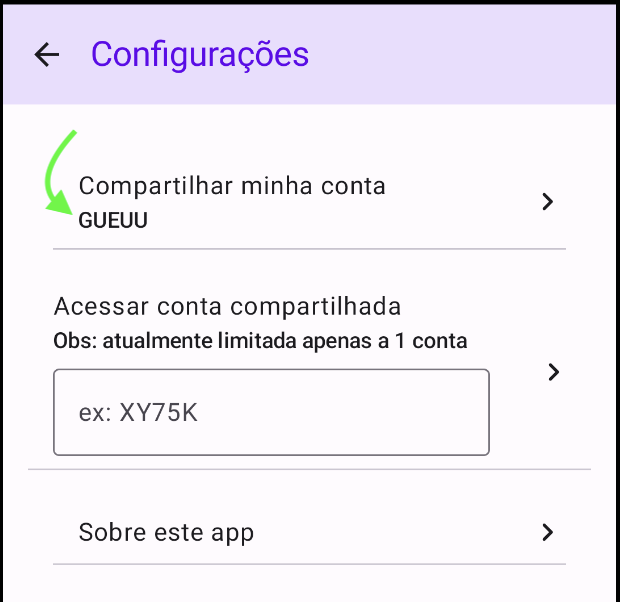 Configurações
Compartilhar minha conta
GUEUU
Acessar conta compartilhada
Obs: atualmente limitada apenas a 1 conta
ex: XY75K
Sobre este app